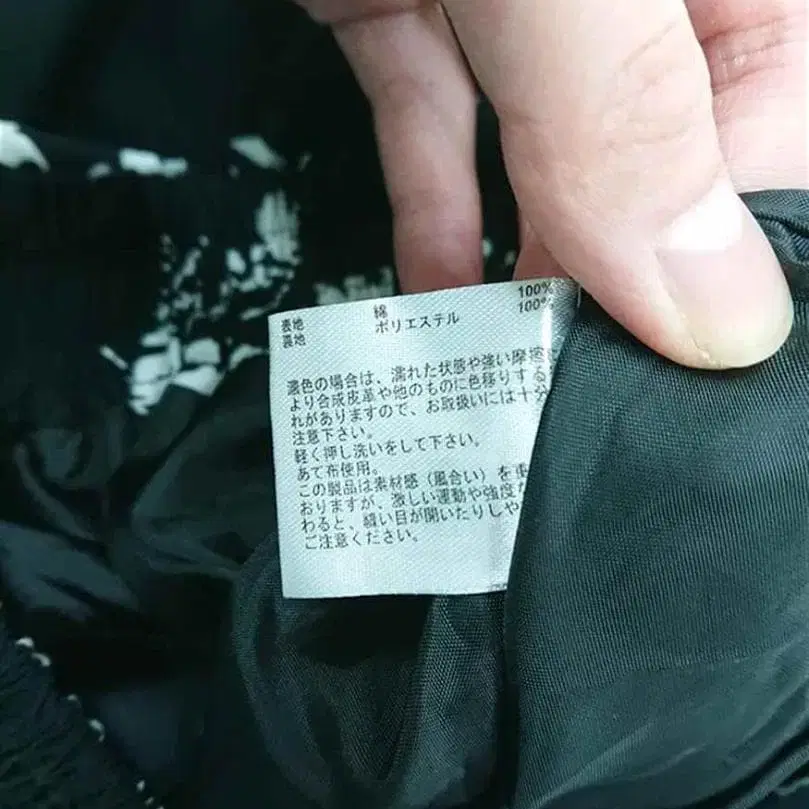 表地 綿 100%
裏地 ポリエステル 100%
濃色の場合は、濡れた状態や強い摩擦に
より合成皮革や他のものに色移りする
れがありますので、お取扱いには十分
注意下さい。
軽く押し洗いをして下さい。
あて布使用。
この製品は素材感（風合い）を重
おりますが、激しい運動や強度な
わると、縫い目が開いたりしや
ご注意ください。